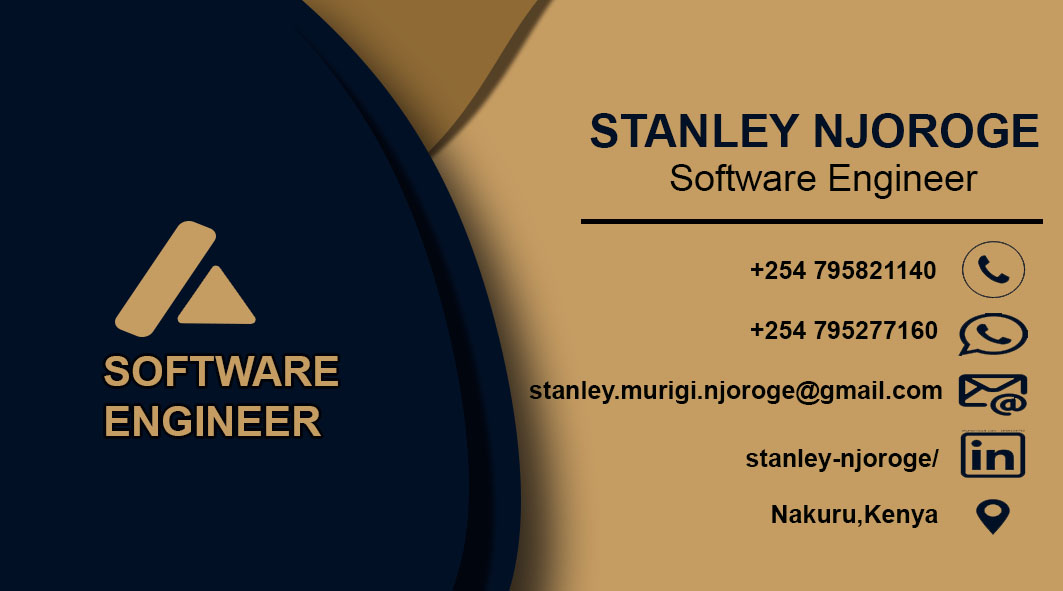 SOFTWARE
ENGINEER
STANLEY NJOROGE
Software Engineer
+254 795821140
+254 795277160
stanley.murigi.njoroge@gmail.com
@
in
stanley-njoroge/
Nakuru,Kenya